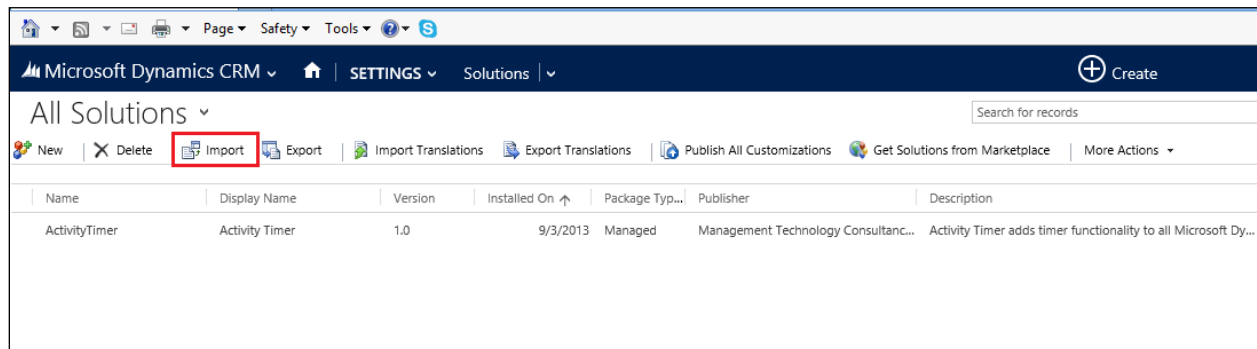 Page Safety Tools
Microsoft Dynamics CRM SETTINGS Solutions Create
All Solutions Search for records
New Delete Import Export Import Translations Export Translations Publish All Customizations Get Solutions from Marketplace More Actions
Name Display Name Version Installed On Package Typ... Publisher Description
ActivityTimer Activity Timer 1.0 9/3/2013 Managed Management Technology Consultanc... Activity Timer adds timer functionality to all Microsoft Dy...